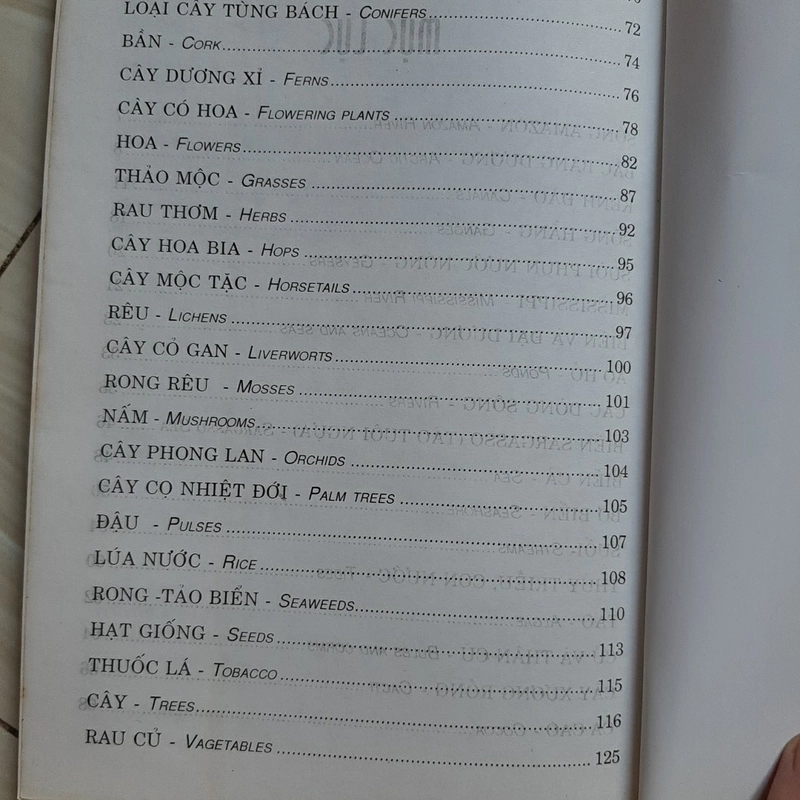 LOẠI CÂY TÙNG BÁCH - CONIFERS 72
BẦN - CORK 74
CÂY DƯƠNG XỈ - FERNS 76
CÀY CÓ HOA - FLOWERING PLANTS 78
HOA - FLOWERS 82
THẢO MỘC - GRASSES 87
RAU THƠM - HERBS 92
CÂY HOA BIA - HOPS 95
CÂY MỘC TẶC - HORSETAILS 96
RÊU - LICHENS 97
CÂY CỎ GAN - LIVERWORTS 100
RONG RÊU - MOSSES 101
NẤM - MUSHROOMS 103
CÂY PHONG LAN - ORCHIDS 104
CÂY CỌ NHIỆT ĐỚI - PALM TREES 105
ĐẬU - PULSES 107
LÚA NƯỚC - RICE 108
RONG -TẢO BIỂN - SEAWEEDS 110
HẠT GIỐNG - SEEDS 113
THUỐC LÁ - TOBACCO 115
CÂY - TREES 116
RAU CỦ - VAGETABLES 125